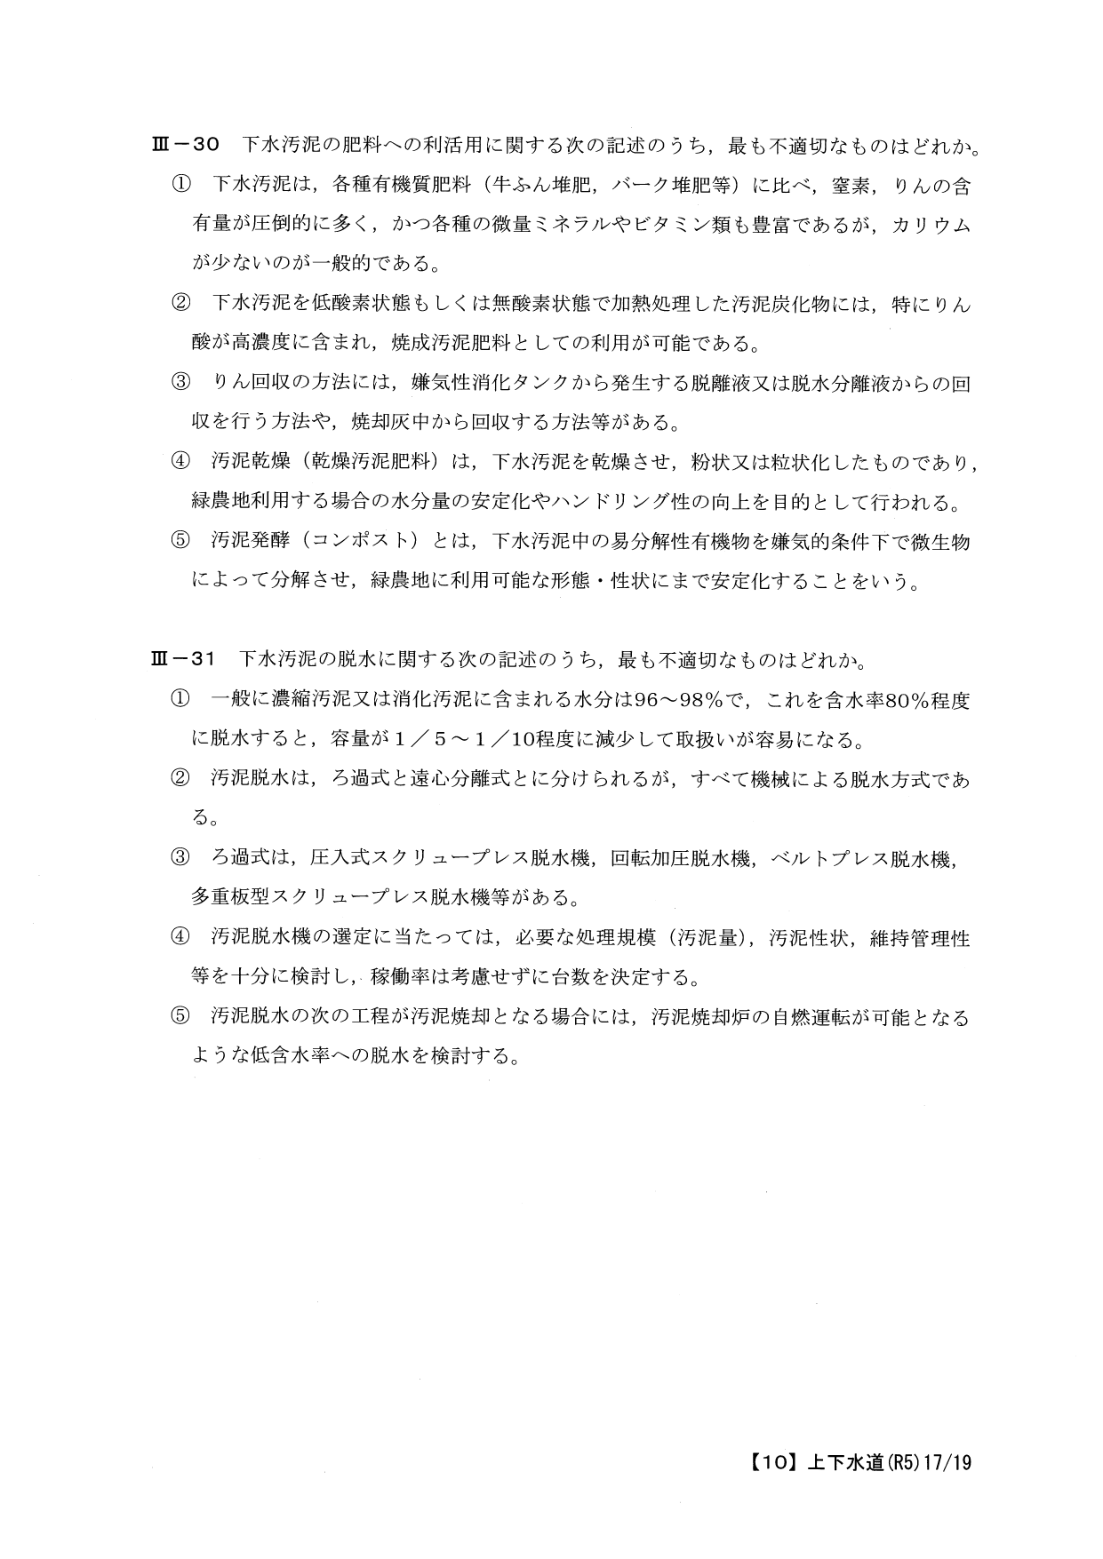 Ⅲ－30　下水汚泥の肥料への利活用に関する次の記述のうち，最も不適切なものはどれか。
①　下水汚泥は，各種有機質肥料（牛ふん堆肥，バーク堆肥等）に比べ，窒素，りんの含
有量が圧倒的に多く，かつ各種の微量ミネラルやビタミン類も豊富であるが，カリウム
が少ないのが一般的である。
②　下水汚泥を低酸素状態もしくは無酸素状態で加熱処理した汚泥炭化物には，特にりん
酸が高濃度に含まれ，焼成汚泥肥料としての利用が可能である。
③　りん回収の方法には，嫌気性消化タンクから発生する脱離液又は脱水分離液からの回
収を行う方法や，焼却灰中から回収する方法等がある。
④　汚泥乾燥（乾燥汚泥肥料）は，下水汚泥を乾燥させ，粉状又は粒状化したものであり，
緑農地利用する場合の水分量の安定化やハンドリング性の向上を目的として行われる。
⑤　汚泥発酵（コンポスト）とは，下水汚泥中の易分解性有機物を嫌気的条件下で微生物
によって分解させ，緑農地に利用可能な形態・性状にまで安定化することをいう。
Ⅲ－31　下水汚泥の脱水に関する次の記述のうち，最も不適切なものはどれか。
①　一般に濃縮汚泥又は消化汚泥に含まれる水分は96～98％で，これを含水率80％程度
に脱水すると，容量が１／５～１／10程度に減少して取扱いが容易になる。
②　汚泥脱水は，ろ過式と遠心分離式とに分けられるが，すべて機械による脱水方式であ
る。
③　ろ過式は，圧入式スクリュープレス脱水機，回転加圧脱水機，ベルトプレス脱水機，
多重板型スクリュープレス脱水機等がある。
④　汚泥脱水機の選定に当たっては，必要な処理規模（汚泥量），汚泥性状，維持管理性
等を十分に検討し，稼働率は考慮せずに台数を決定する。
⑤　汚泥脱水の次の工程が汚泥焼却となる場合には，汚泥焼却炉の自燃運転が可能となる
ような低含水率への脱水を検討する。
【10】上下水道(R5)17/19